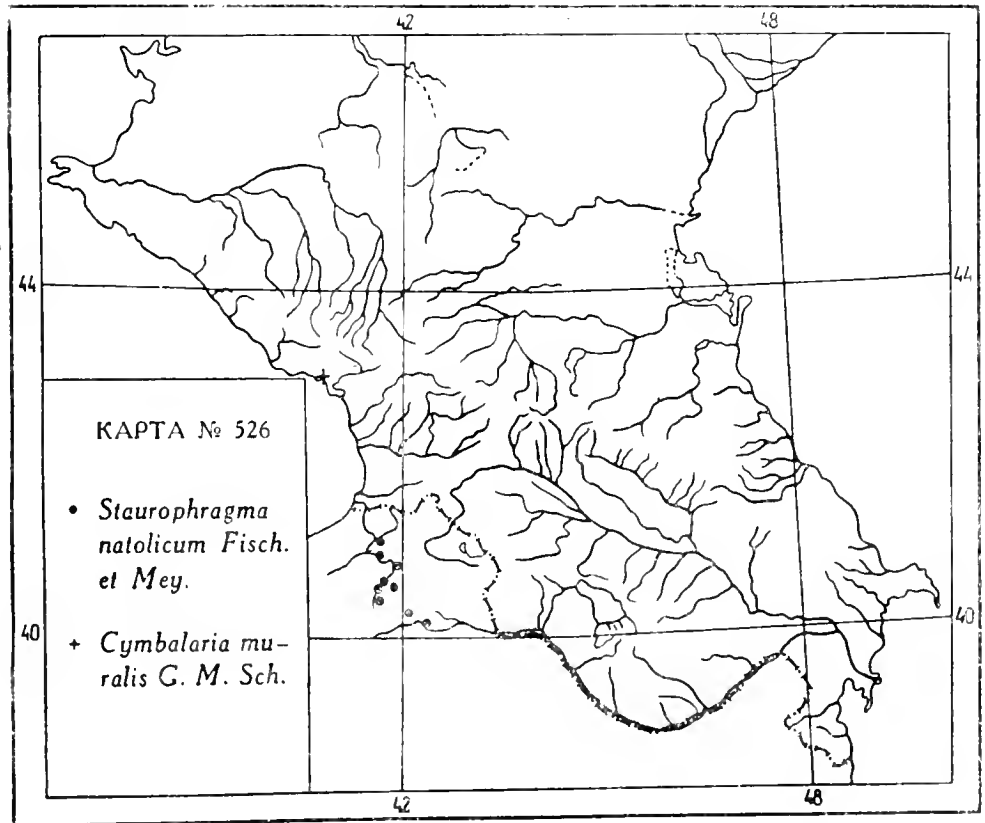 42 48
44 44
КАРТА № 526
• Staurophragma
natolicum Fisch.
et Mey.
40 40
+ Cymbalaria mu-
ralis G. M. Sch.
42 48